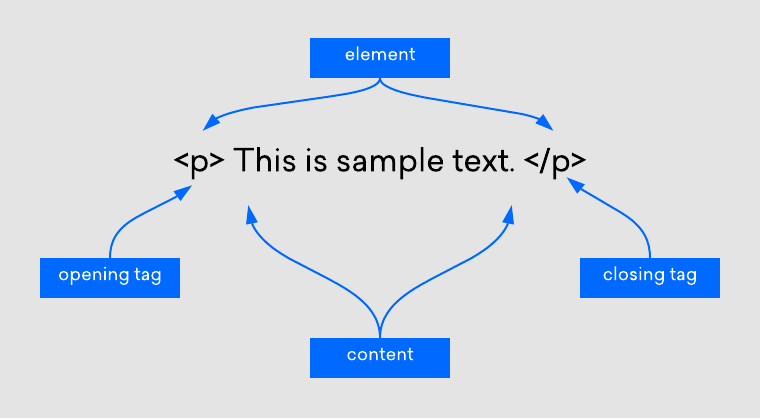 element
<p> This is sample text. </p>
opening tag
closing tag
content